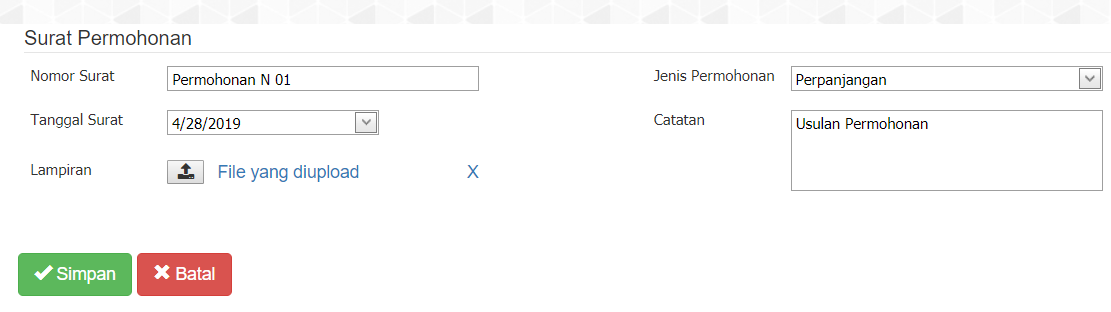 Surat Permohonan
Nomor Surat
Permohonan N 01
Jenis Permohonan
Perpanjangan
Tanggal Surat
4/28/2019
Catatan
Usulan Permohonan
Lampiran
File yang diupload
X
Simpan
Batal